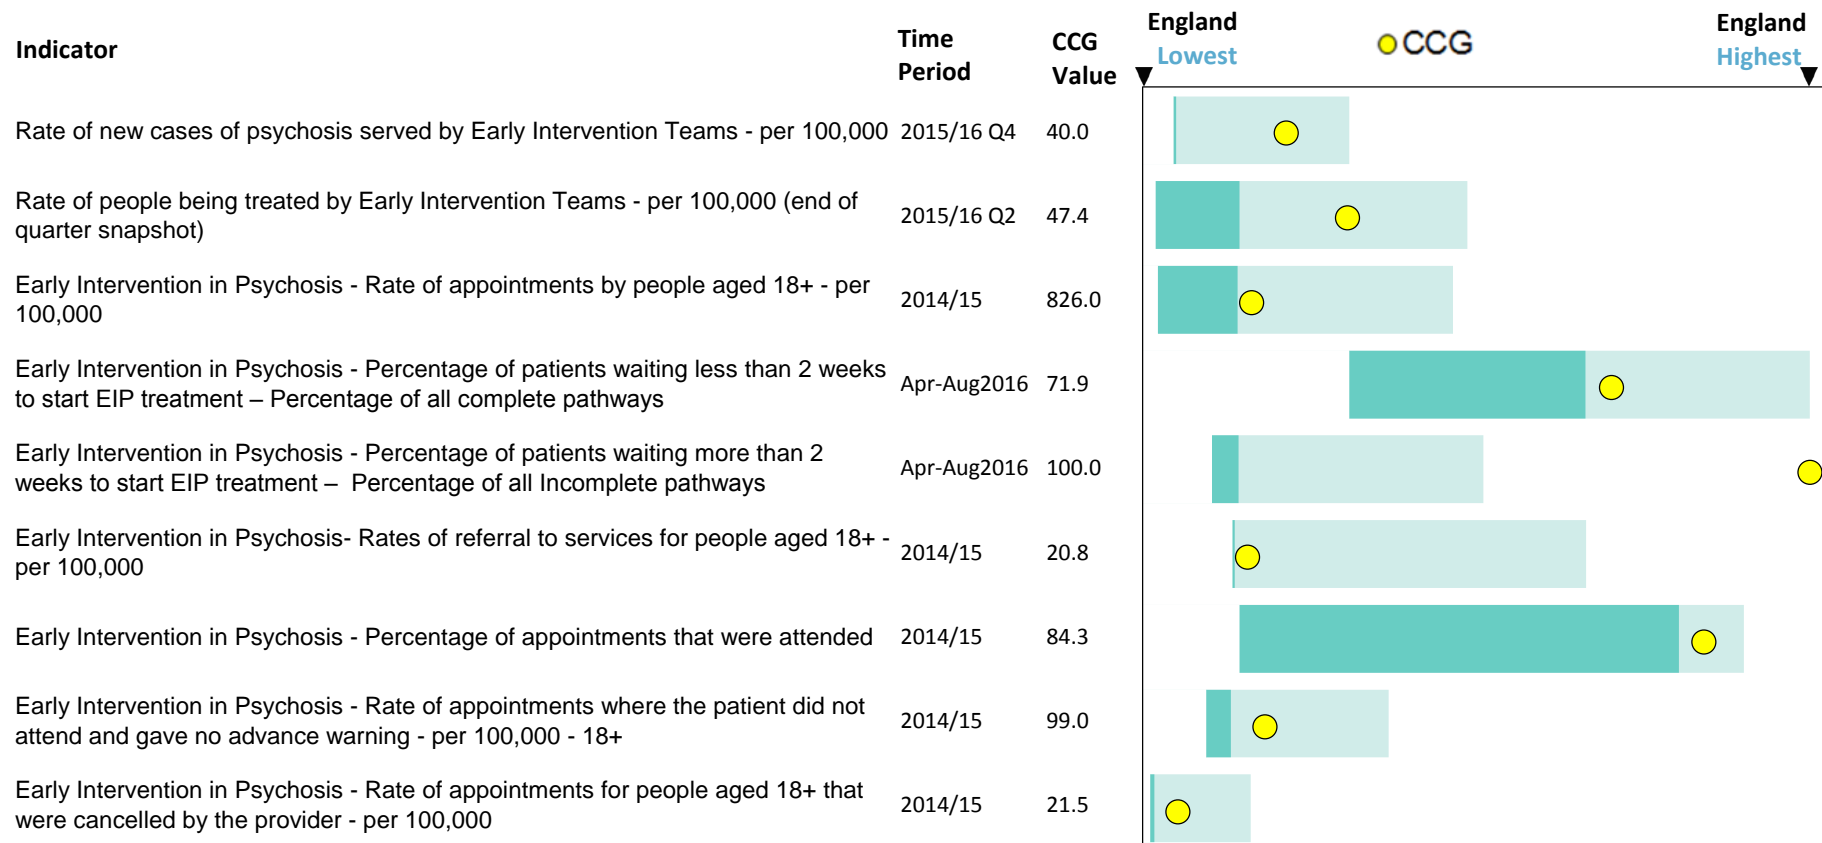 Indicator
Time Period
CCG Value
England Lowest
CCG
England Highest
Rate of new cases of psychosis served by Early Intervention Teams - per 100,000 2015/16 Q4 40.0
Rate of people being treated by Early Intervention Teams - per 100,000 (end of
quarter snapshot)
2015/16 Q2 47.4
Early Intervention in Psychosis - Rate of appointments by people aged 18+ - per
100,000
2014/15 826.0
Early Intervention in Psychosis - Percentage of patients waiting less than 2 weeks
to start EIP treatment – Percentage of all complete pathways
Apr-Aug2016 71.9
Early Intervention in Psychosis - Percentage of patients waiting more than 2
weeks to start EIP treatment – Percentage of all Incomplete pathways
Apr-Aug2016 100.0
Early Intervention in Psychosis- Rates of referral to services for people aged 18+ -
per 100,000
2014/15 20.8
Early Intervention in Psychosis - Percentage of appointments that were attended 2014/15 84.3
Early Intervention in Psychosis - Rate of appointments where the patient did not
attend and gave no advance warning - per 100,000 - 18+
2014/15 99.0
Early Intervention in Psychosis - Rate of appointments for people aged 18+ that
were cancelled by the provider - per 100,000
2014/15 21.5